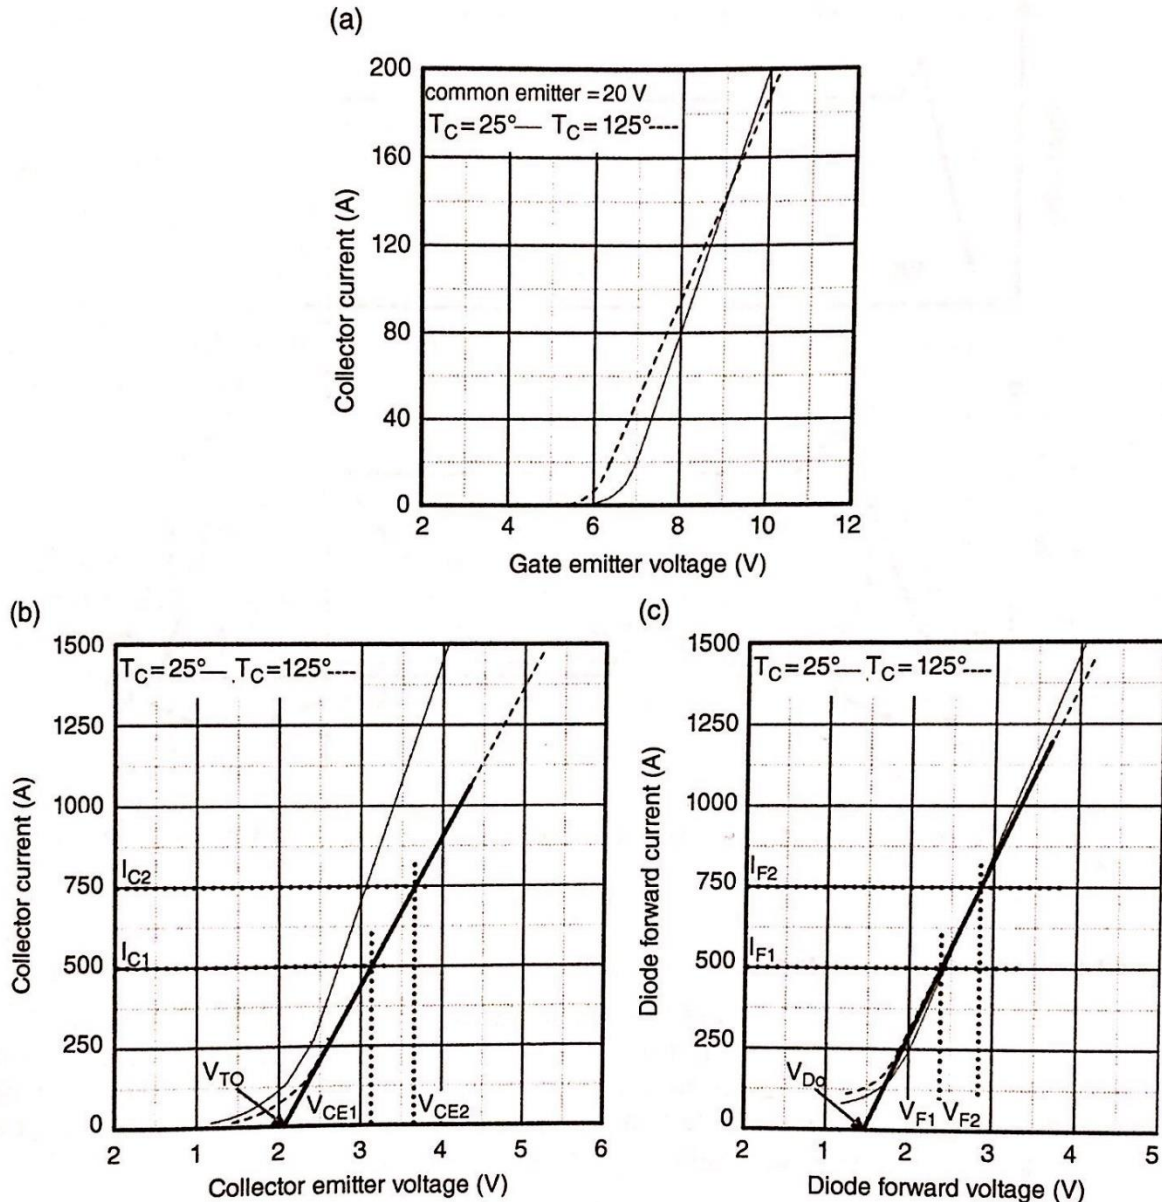 (a)
200
160
120
80
40
0
common emitter = 20 V
T_C = 25°— T_C = 125°----
Collector current (A)
2 4 6 8 10 12
Gate emitter voltage (V)
(b)
1500
1250
1000
750
500
250
0
T_C = 25°— . T_C = 125°----
I_C2
I_C1
V_TO
V_CE1
V_CE2
Collector current (A)
2 1 2 3 4 5 6
Collector emitter voltage (V)
(c)
1500
1250
1000
750
500
250
0
T_C = 25°— . T_C = 125°----
I_F2
I_F1
V_Do
V_F1 V_F2
Diode forward current (A)
2 1 2 3 4 5
Diode forward voltage (V)